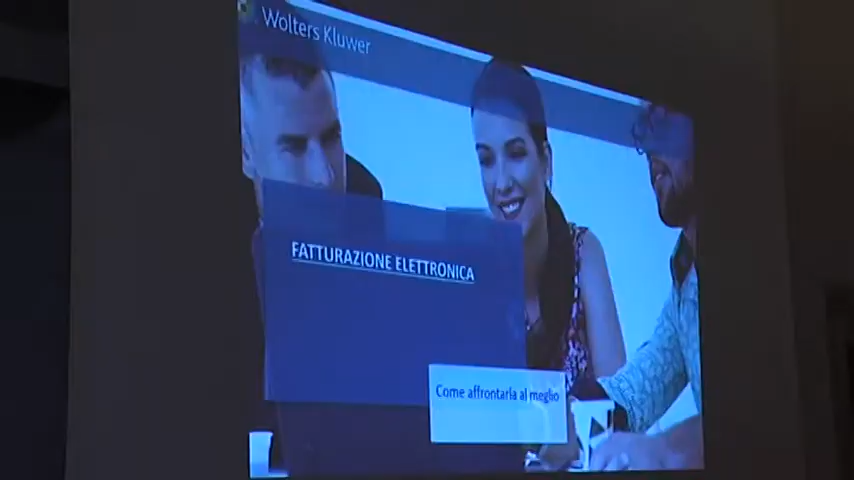 Wolters Kluwer
FATTURAZIONE ELETTRONICA
Come affrontarla al meglio